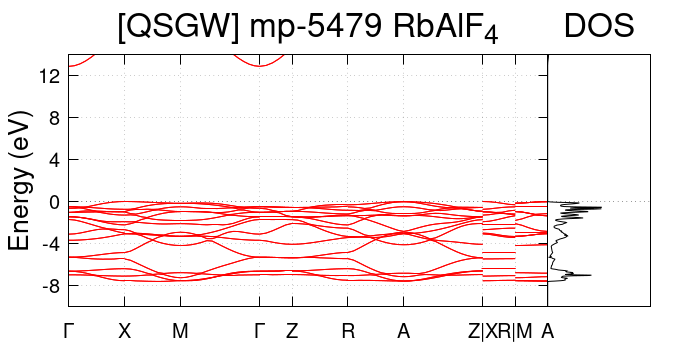 [QSGW] mp-5479 RbAlF₄ DOS
Energy (eV)
12
8
4
0
-4
-8
Γ X M Γ Z R A Z|XR|M A